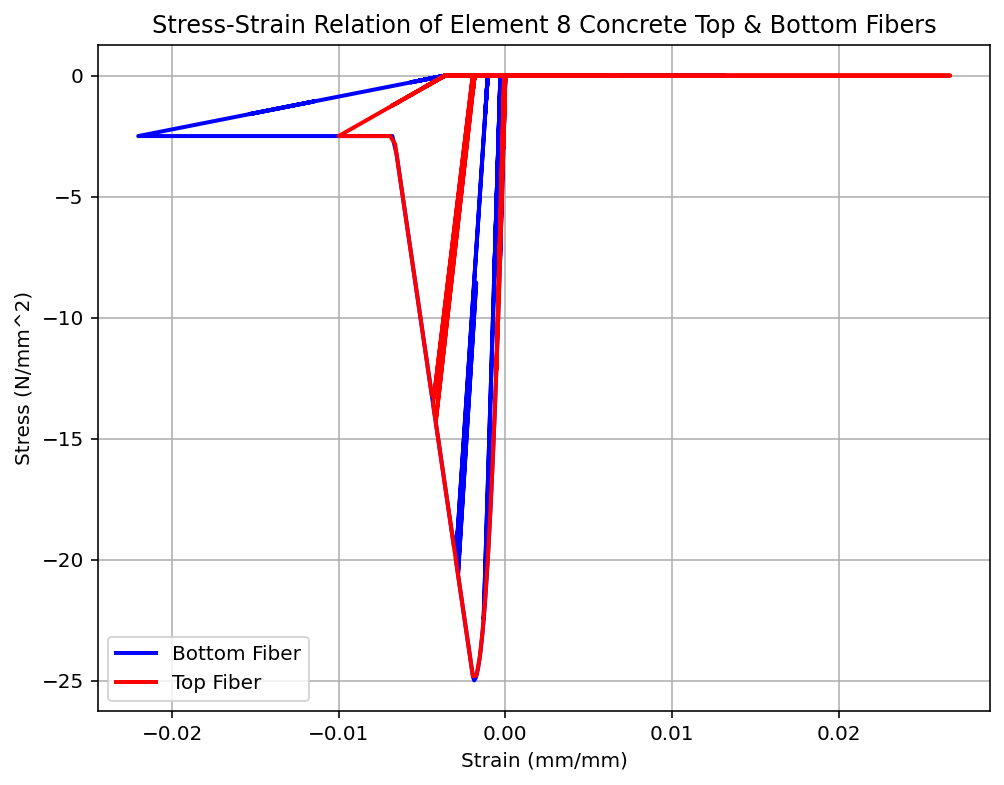 Stress-Strain Relation of Element 8 Concrete Top & Bottom Fibers
Stress (N/mm^2)
0
−5
−10
−15
−20
−25
Bottom Fiber
Top Fiber
−0.02
−0.01
0.00
0.01
0.02
Strain (mm/mm)